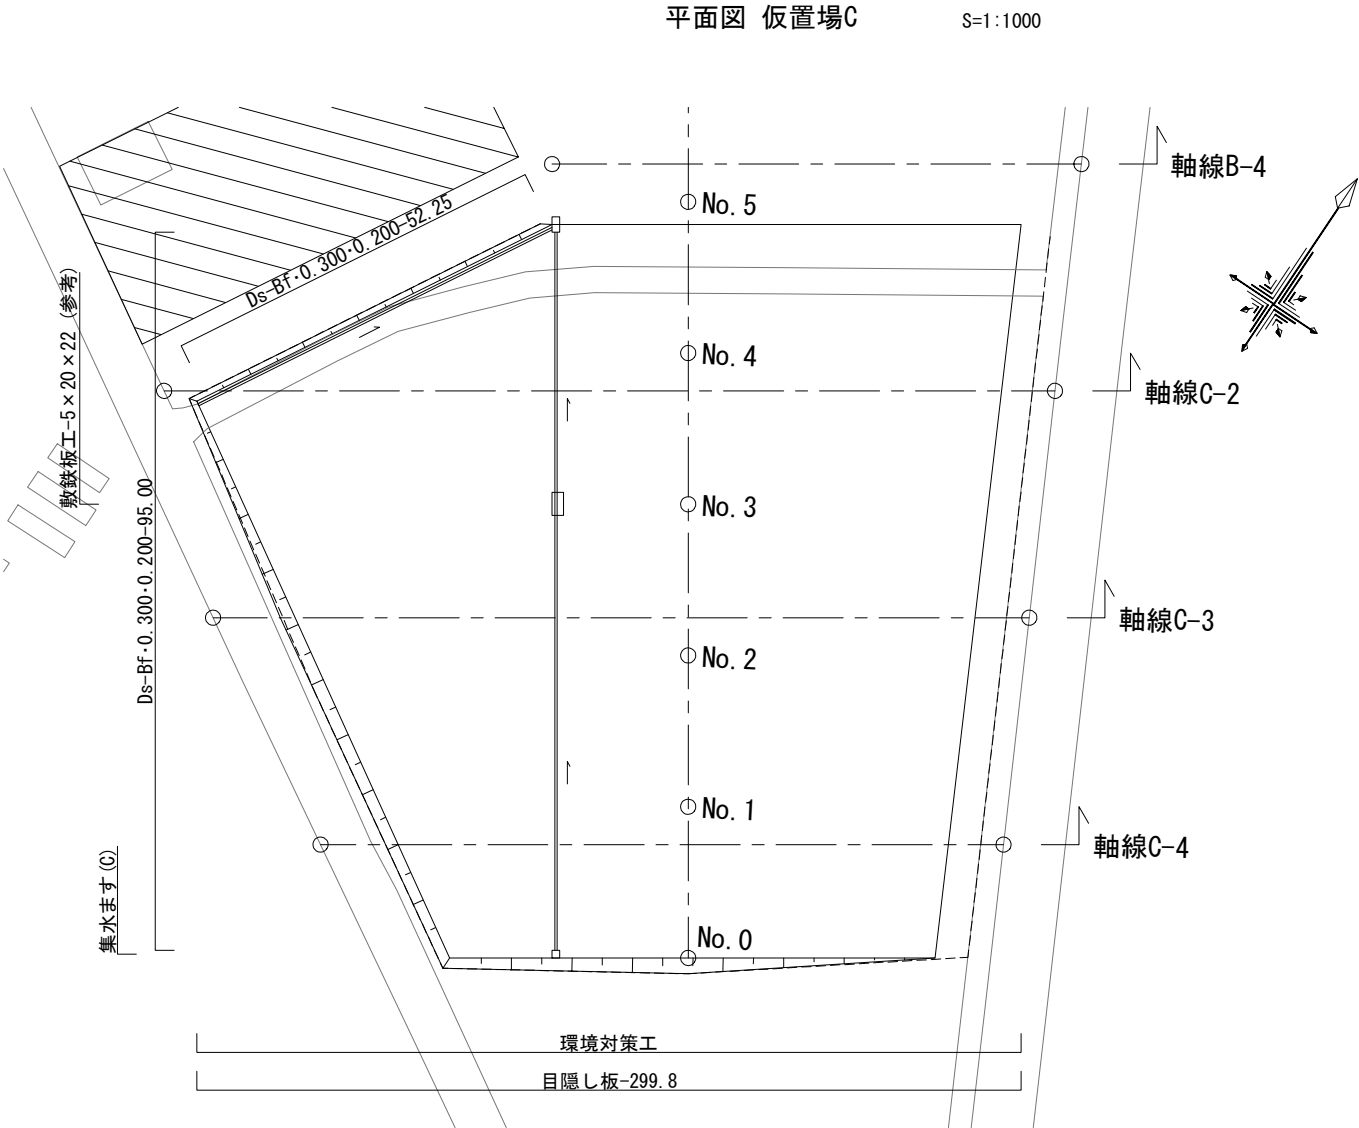 平面図 仮置場C S=1:1000
軸線B-4
No.5
Ds-Bf・0.300・0.200-52.25
敷鉄板工-5×20×22 (参考)
No.4
軸線C-2
Ds-Bf・0.300・0.200-95.00
No.3
軸線C-3
No.2
No.1
軸線C-4
集水ます(C)
No.0
環境対策工
目隠し板-299.8